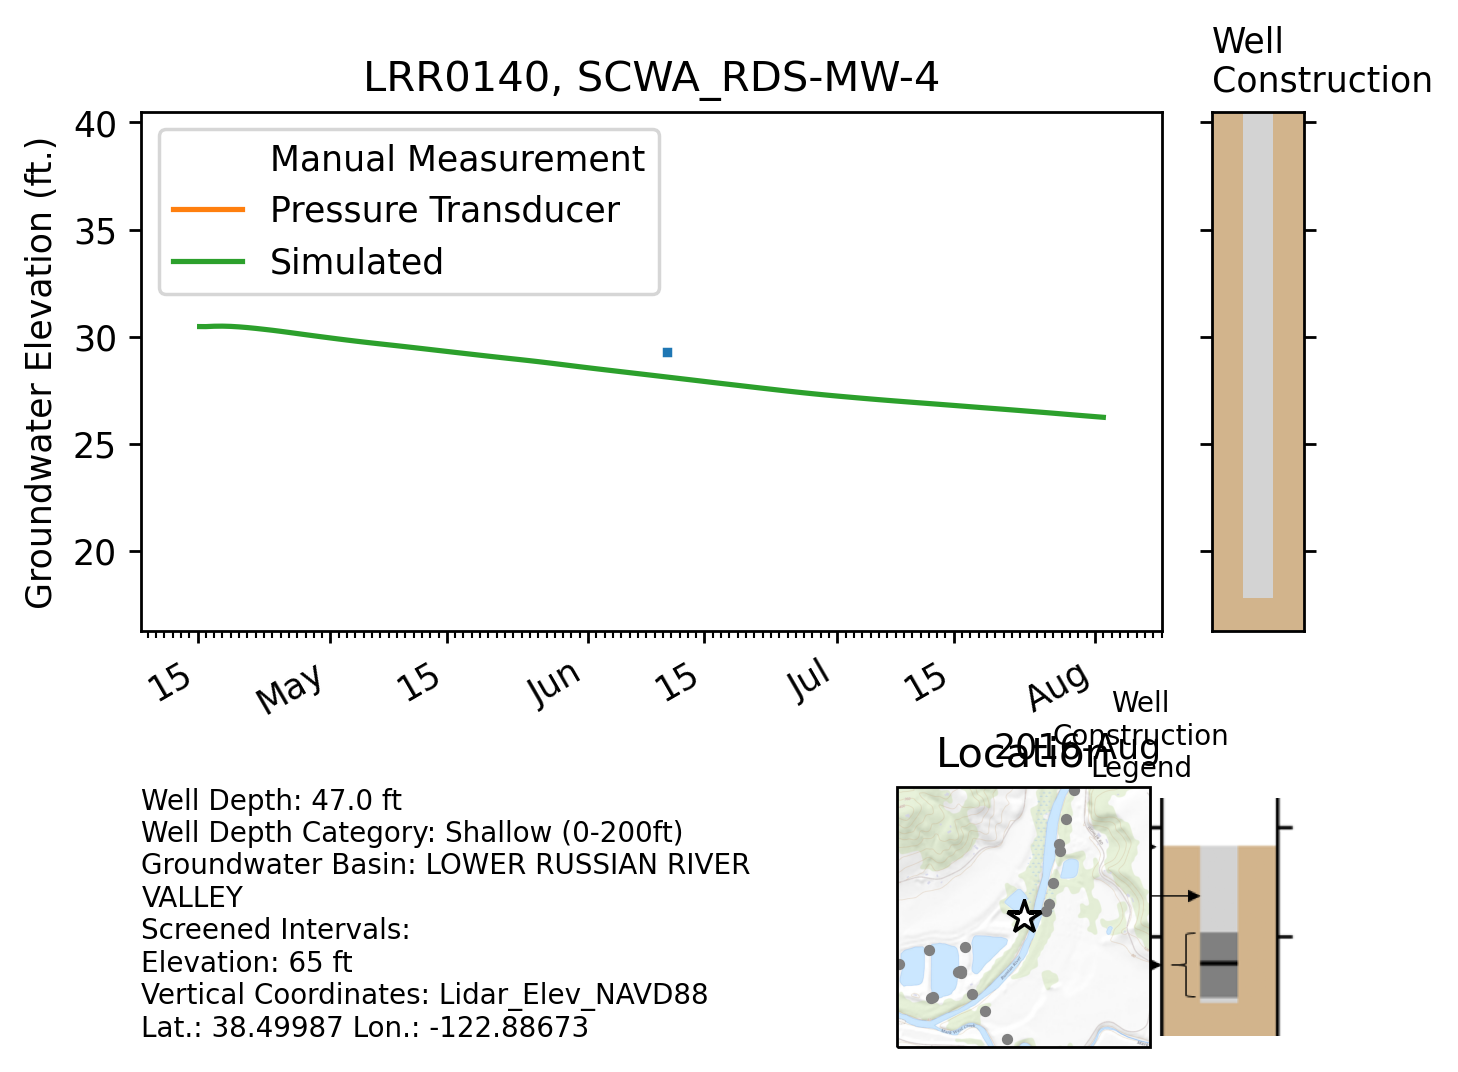 Well
Construction
LRR0140, SCWA_RDS-MW-4
Groundwater Elevation (ft.)
40
35
30
25
20
Manual Measurement
Pressure Transducer
Simulated
15
May
15
Jun
15
Jul
15
Aug
2016-Aug
Location
Well
Construction
Legend
Well Depth: 47.0 ft
Well Depth Category: Shallow (0-200ft)
Groundwater Basin: LOWER RUSSIAN RIVER
VALLEY
Screened Intervals:
Elevation: 65 ft
Vertical Coordinates: Lidar_Elev_NAVD88
Lat.: 38.49987 Lon.: -122.88673